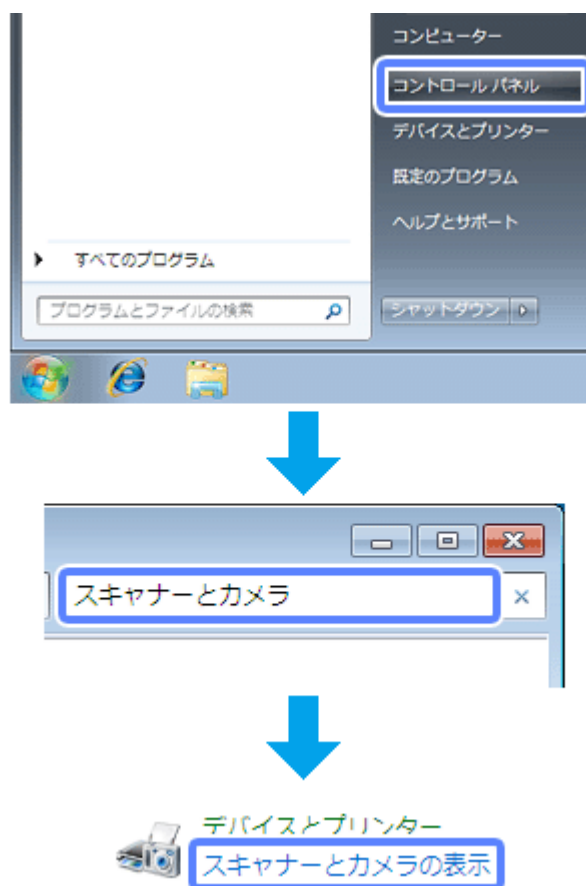 コンピューター
コントロール パネル
デバイスとプリンター
既定のプログラム
ヘルプとサポート
すべてのプログラム
プログラムとファイルの検索
シャットダウン
スキャナーとカメラ
デバイスとプリンター
スキャナーとカメラの表示